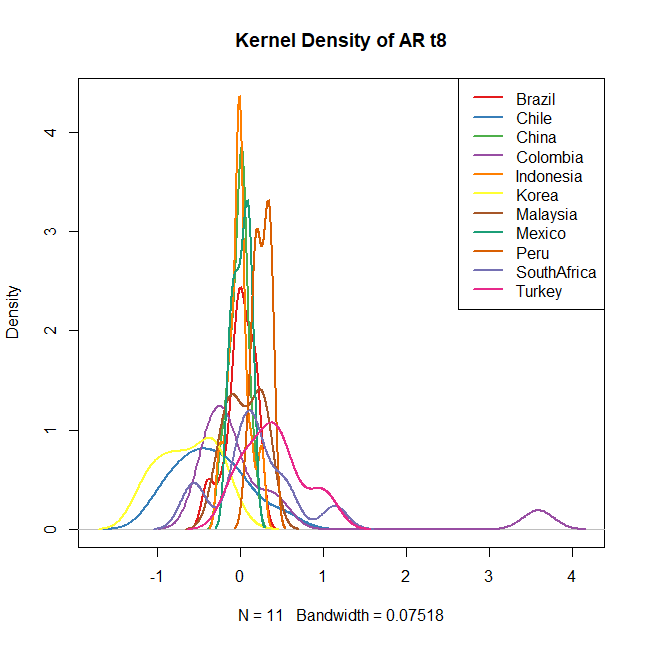 Kernel Density of AR t8
Brazil
Chile
China
Colombia
Indonesia
Korea
Malaysia
Mexico
Peru
SouthAfrica
Turkey
Density
4
3
2
1
0
-1 0 1 2 3 4
N = 11 Bandwidth = 0.07518